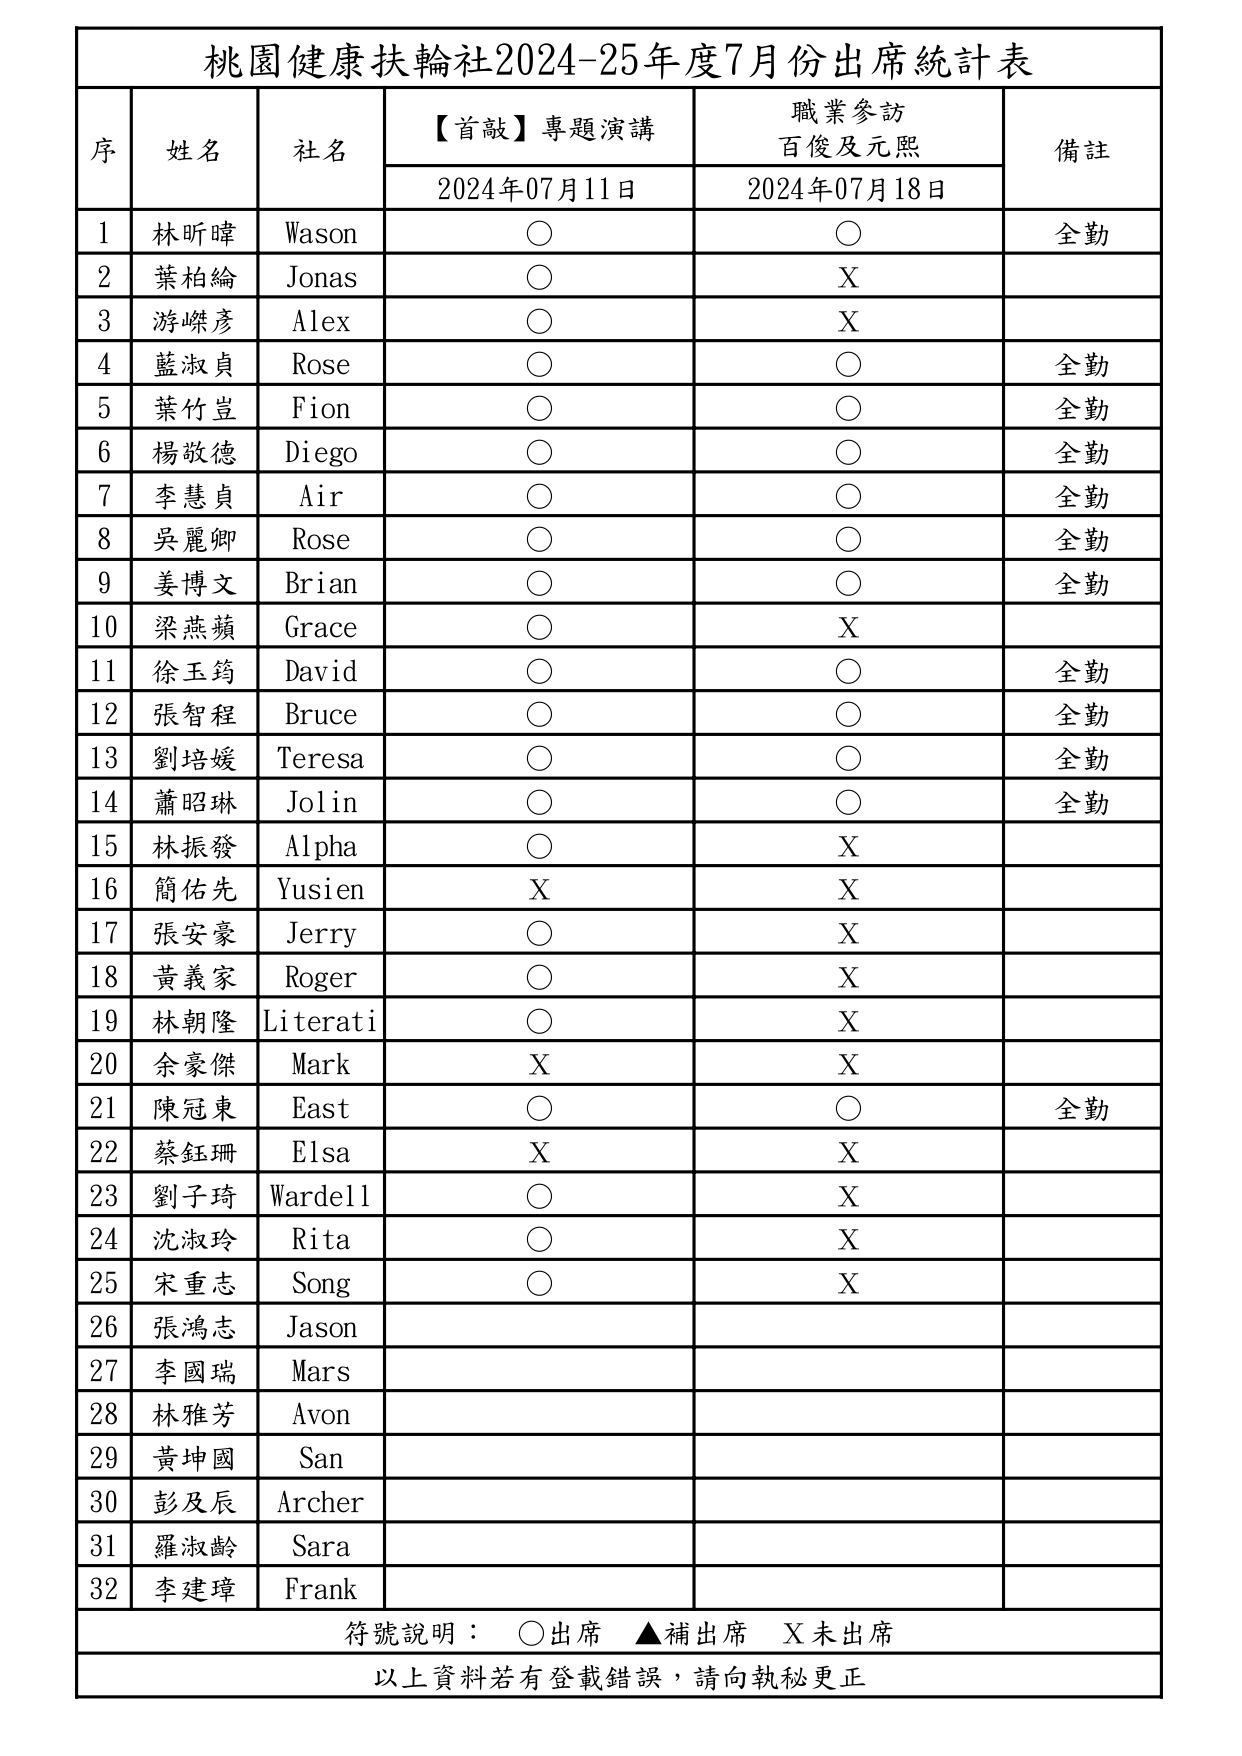 桃園健康扶輪社2024-25年度7月份出席統計表
序 姓名 社名 【首敲】專題演講 職業參訪 百俊及元熙 備註
2024年07月11日 2024年07月18日
1 林昕暐 Wason ○ ○ 全勤
2 葉柏綸 Jonas ○ X
3 游嶸彥 Alex ○ X
4 藍淑貞 Rose ○ ○ 全勤
5 葉竹豈 Fion ○ ○ 全勤
6 楊敬德 Diego ○ ○ 全勤
7 李慧貞 Air ○ ○ 全勤
8 吳麗卿 Rose ○ ○ 全勤
9 姜博文 Brian ○ ○ 全勤
10 梁燕蘋 Grace ○ X
11 徐玉筠 David ○ ○ 全勤
12 張智程 Bruce ○ ○ 全勤
13 劉培媛 Teresa ○ ○ 全勤
14 蕭昭琳 Jolin ○ ○ 全勤
15 林振發 Alpha ○ X
16 簡佑先 Yusien X X
17 張安豪 Jerry ○ X
18 黃義家 Roger ○ X
19 林朝隆 Literati ○ X
20 余豪傑 Mark X X
21 陳冠東 East ○ ○ 全勤
22 蔡鈺珊 Elsa X X
23 劉子琦 Wardell ○ X
24 沈淑玲 Rita ○ X
25 宋重志 Song ○ X
26 張鴻志 Jason
27 李國瑞 Mars
28 林雅芳 Avon
29 黃坤國 San
30 彭及辰 Archer
31 羅淑齡 Sara
32 李建璋 Frank
符號說明： ○出席 ▲補出席 X未出席
以上資料若有登載錯誤，請向執秘更正